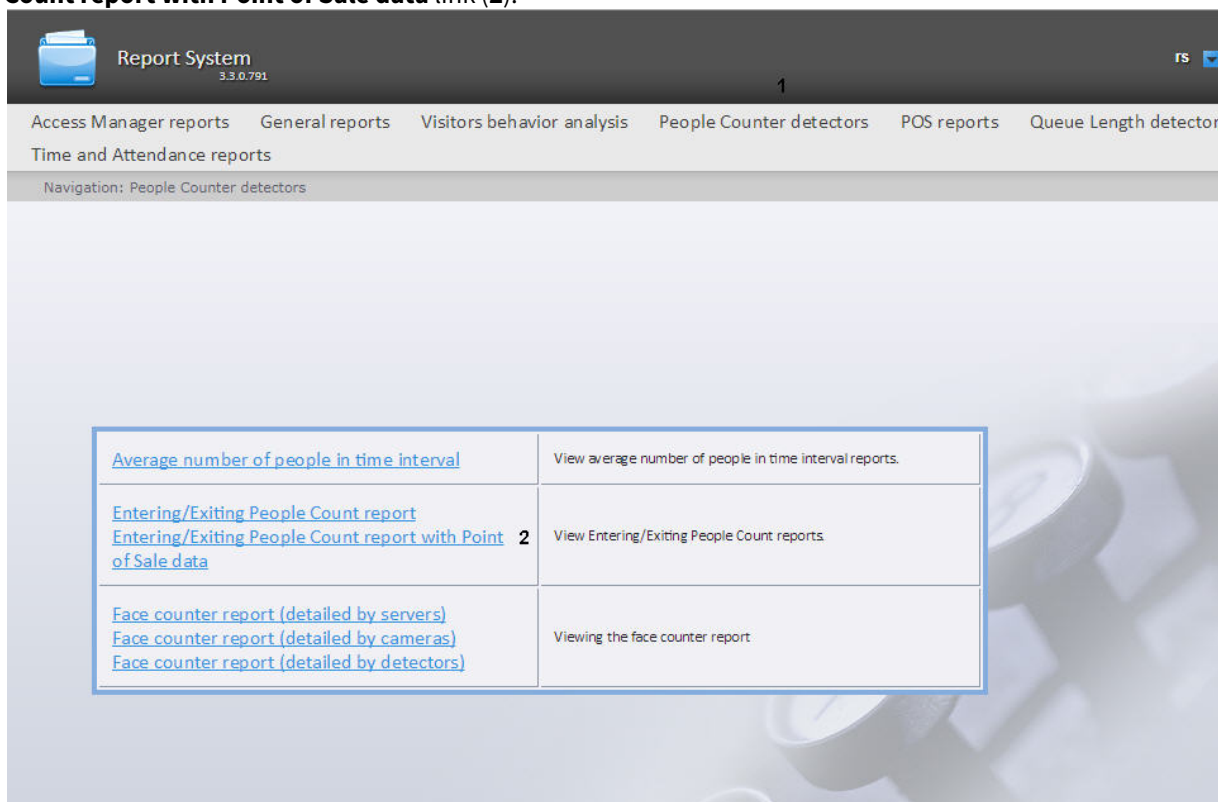 Count report with Point of Sale data link (2).
Report System
3.3.0.791
rs
1
Access Manager reports General reports Visitors behavior analysis People Counter detectors POS reports Queue Length detector
Time and Attendance reports
Navigation: People Counter detectors
Average number of people in time interval
View average number of people in time interval reports.
Entering/Exiting People Count report
Entering/Exiting People Count report with Point
of Sale data
2
View Entering/Exiting People Count reports.
Face counter report (detailed by servers)
Face counter report (detailed by cameras)
Face counter report (detailed by detectors)
Viewing the face counter report